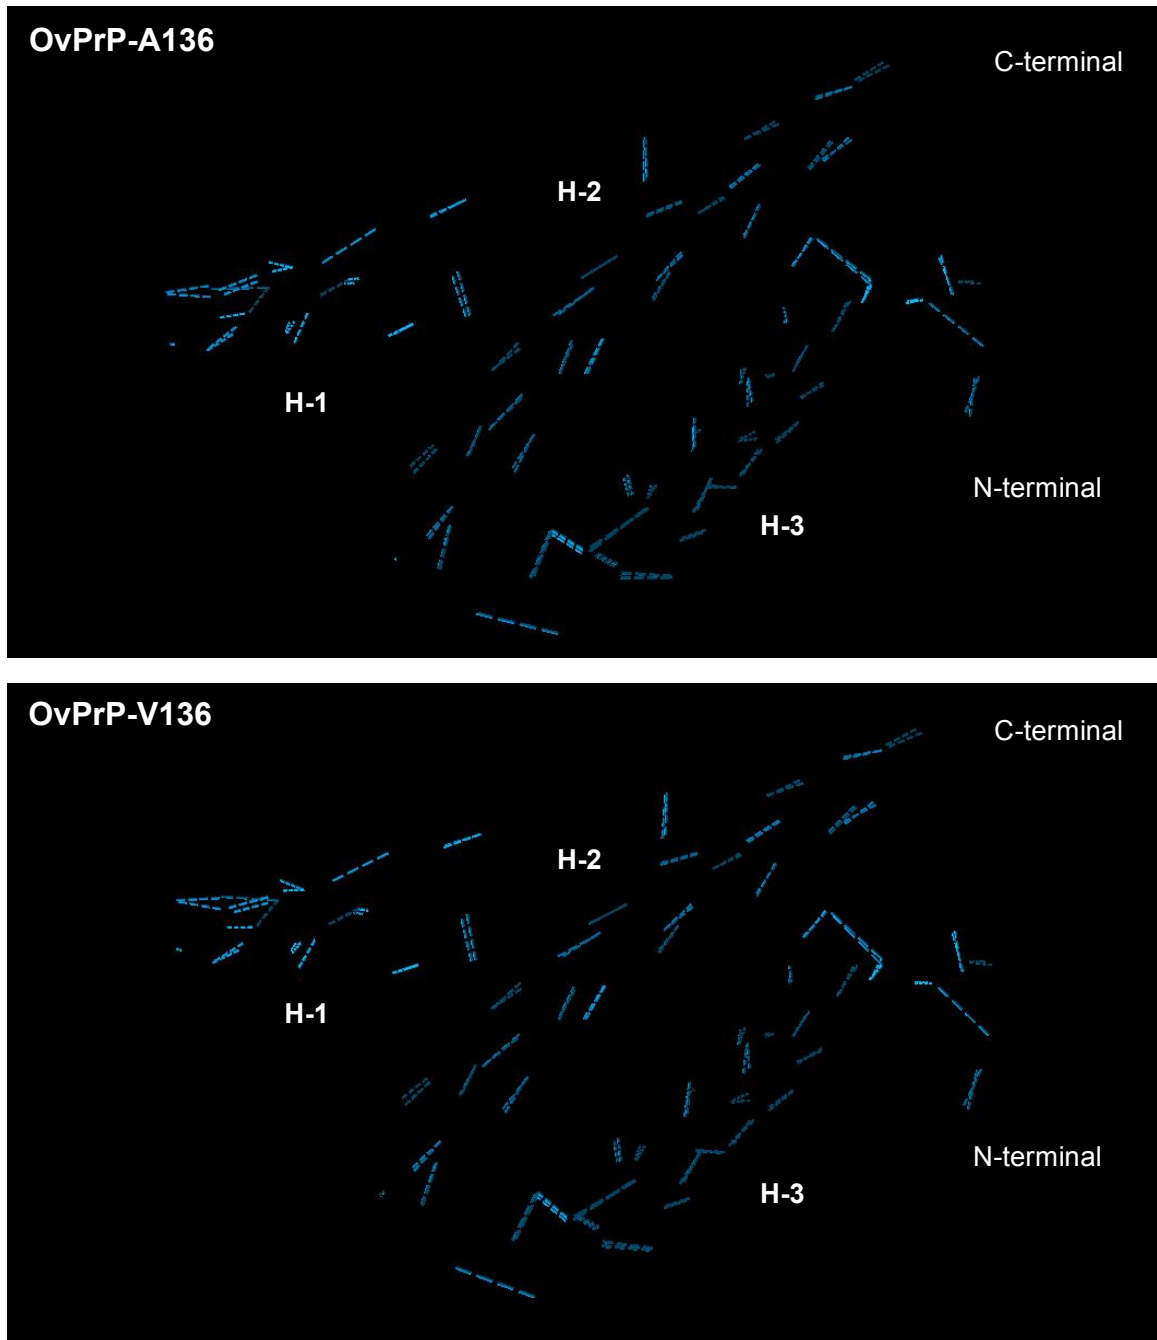 OvPrP-A136
C-terminal
H-2
H-1
N-terminal
H-3
OvPrP-V136
C-terminal
H-2
H-1
N-terminal
H-3